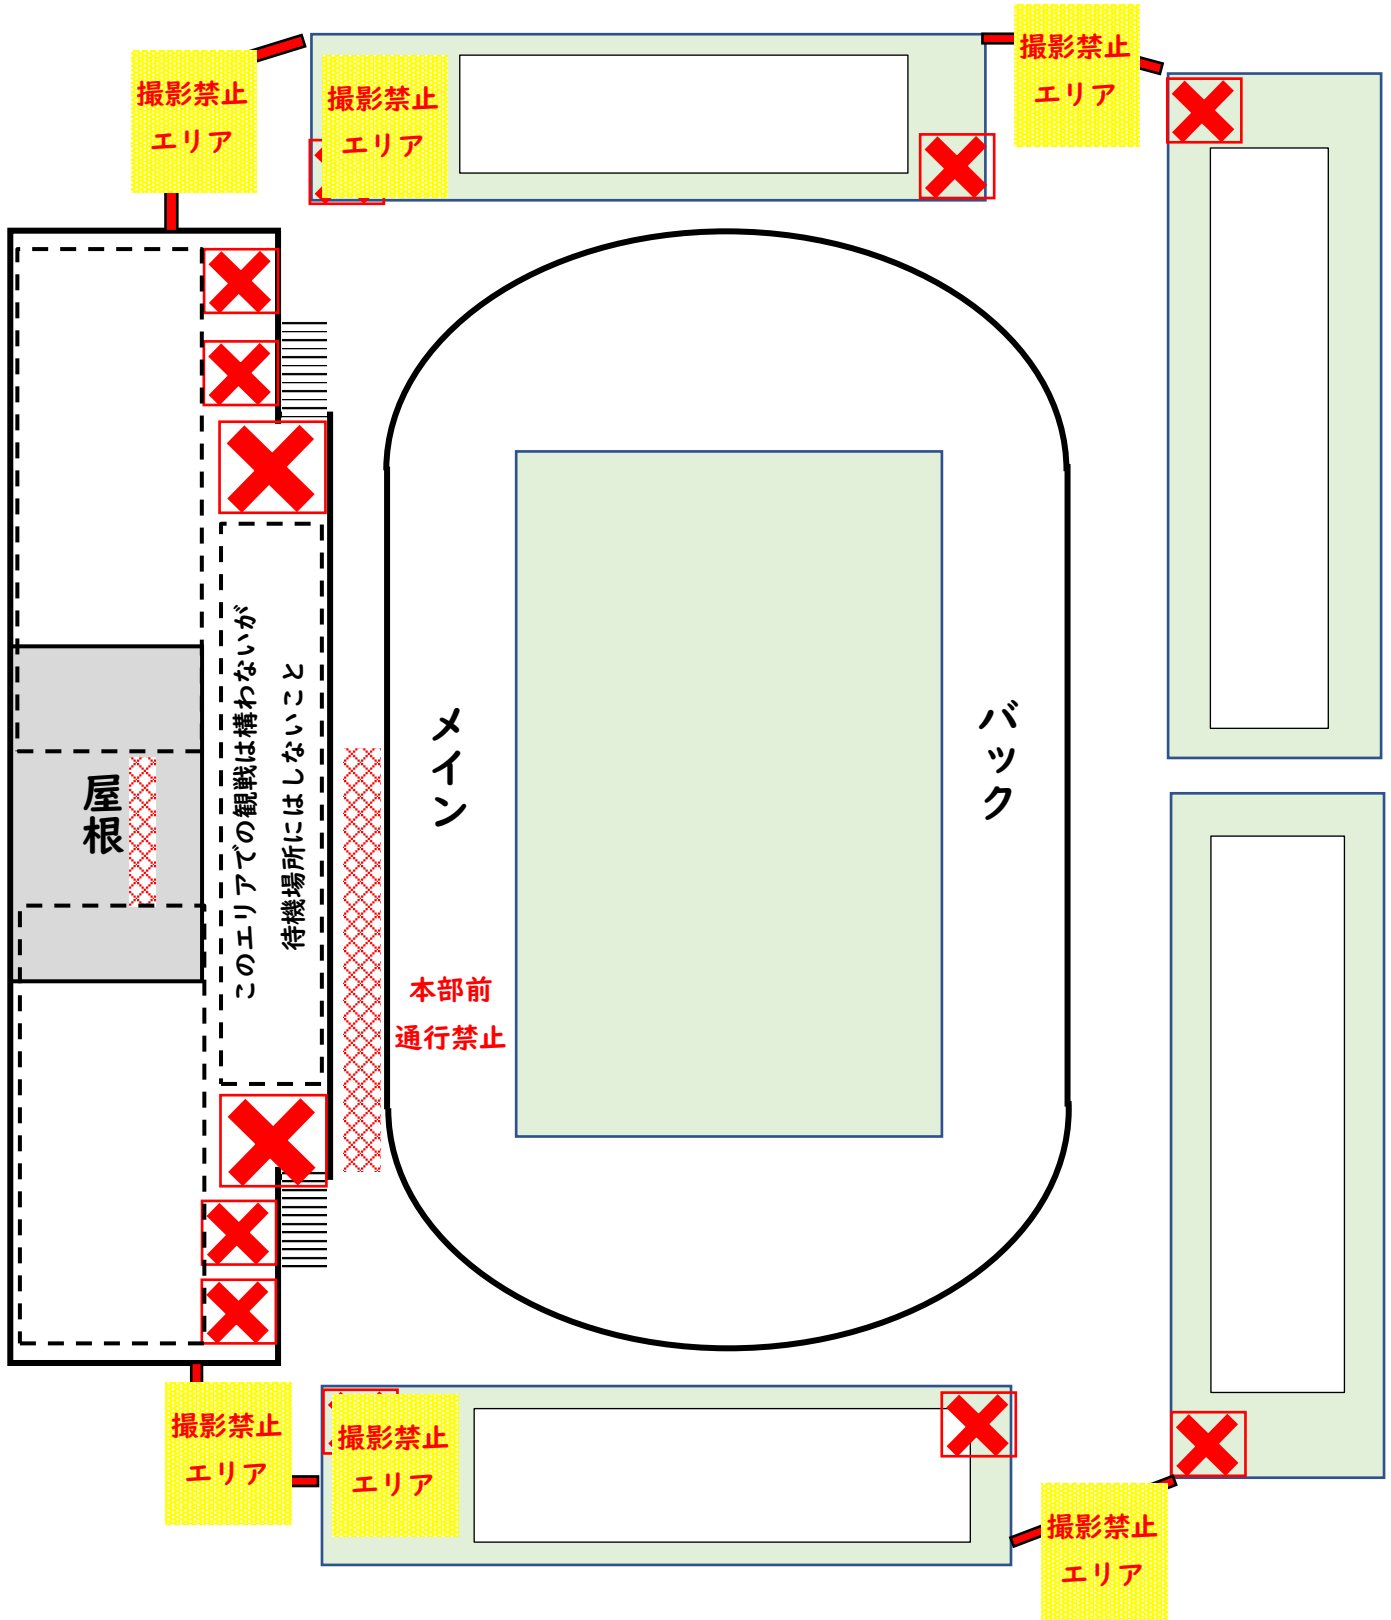 撮影禁止
エリア
撮影禁止
エリア
撮影禁止
エリア
このエリアでの観戦は構わないが
待機場所にはしないこと
メイン
バック
屋根
本部前
通行禁止
撮影禁止
エリア
撮影禁止
エリア
撮影禁止
エリア